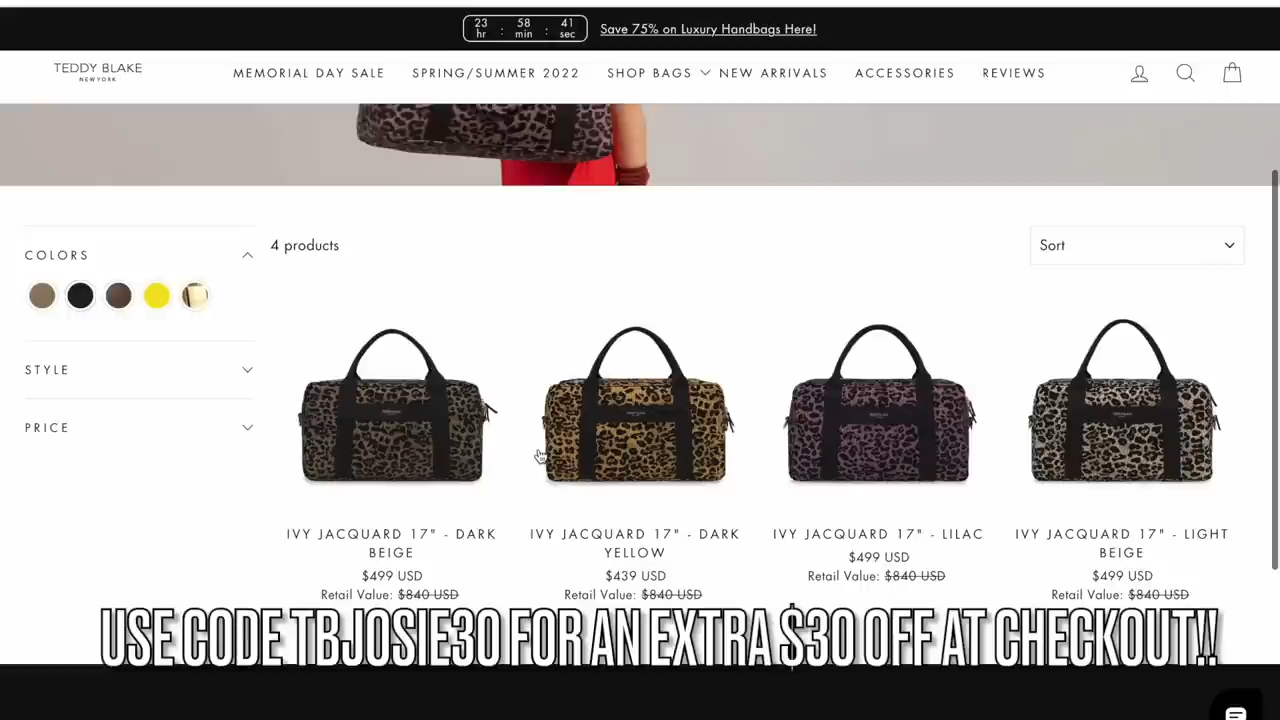 23 hr : 58 min : 41 sec
Save 75% on Luxury Handbags Here!
TEDDY BLAKE
NEW YORK
MEMORIAL DAY SALE SPRING/SUMMER 2022 SHOP BAGS NEW ARRIVALS ACCESSORIES REVIEWS
COLORS
4 products
Sort
STYLE
PRICE
IVY JACQUARD 17" - DARK BEIGE
$499 USD
Retail Value: $840 USD
IVY JACQUARD 17" - DARK YELLOW
$439 USD
Retail Value: $840 USD
IVY JACQUARD 17" - LILAC
$499 USD
Retail Value: $840 USD
IVY JACQUARD 17" - LIGHT BEIGE
$499 USD
Retail Value: $840 USD
USE CODE TBJOSIE30 FOR AN EXTRA $30 OFF AT CHECKOUT!!